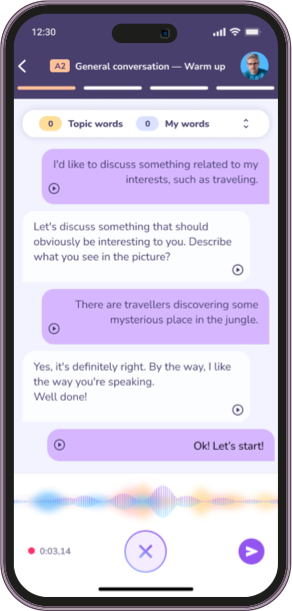 12:30
A2 General conversation — Warm up
0 Topic words 0 My words
I'd like to discuss something related to my
interests, such as traveling.
Let's discuss something that should
obviously be interesting to you. Describe
what you see in the picture?
There are travellers discovering some
mysterious place in the jungle.
Yes, it's definitely right. By the way, I like
the way you're speaking.
Well done!
Ok! Let's start!
0:03,14